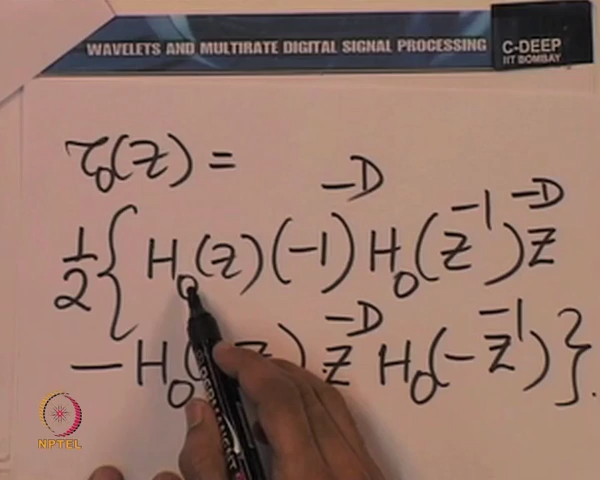 WAVELETS AND MULTIRATE DIGITAL SIGNAL PROCESSING
C-DEEP
IIT BOMBAY
τ₀(Z) =
½{ H₀(Z)(-1)^{-D} H₀(Z^{-1}) Z^{-D}
- H₀( Z) Z^{-D} H₀(-Z^{-1}) }.
NPTEL